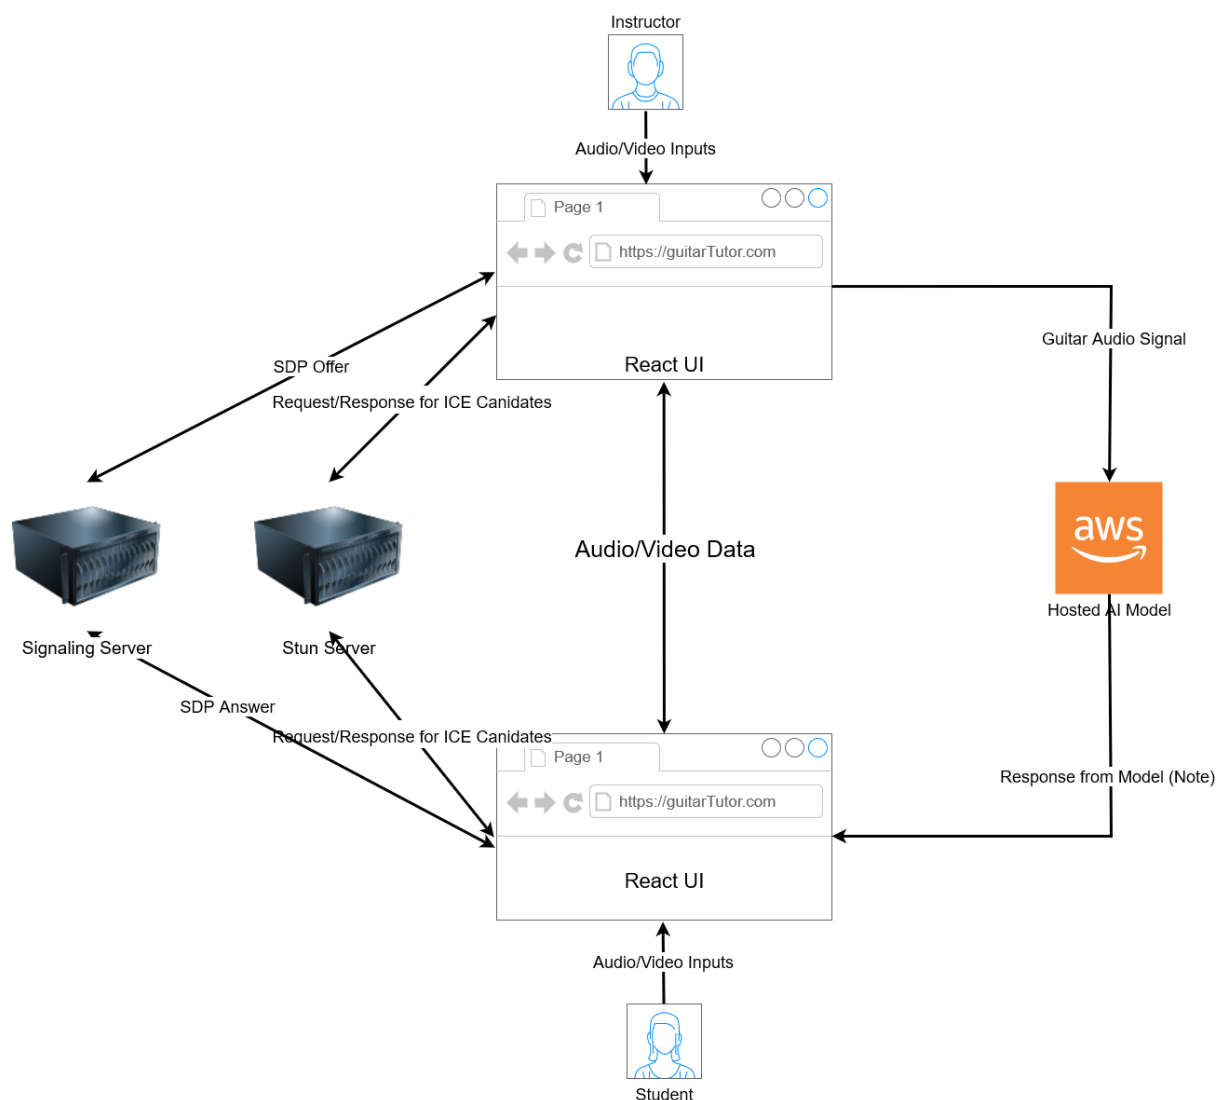 Instructor
Audio/Video Inputs
Page 1
https://guitarTutor.com
React UI
SDP Offer
Guitar Audio Signal
Request/Response for ICE Canidates
aws
Audio/Video Data
Hosted AI Model
Signaling Server
Stun Server
SDP Answer
Request/Response for ICE Canidates
Page 1
https://guitarTutor.com
Response from Model (Note)
React UI
Audio/Video Inputs
Student